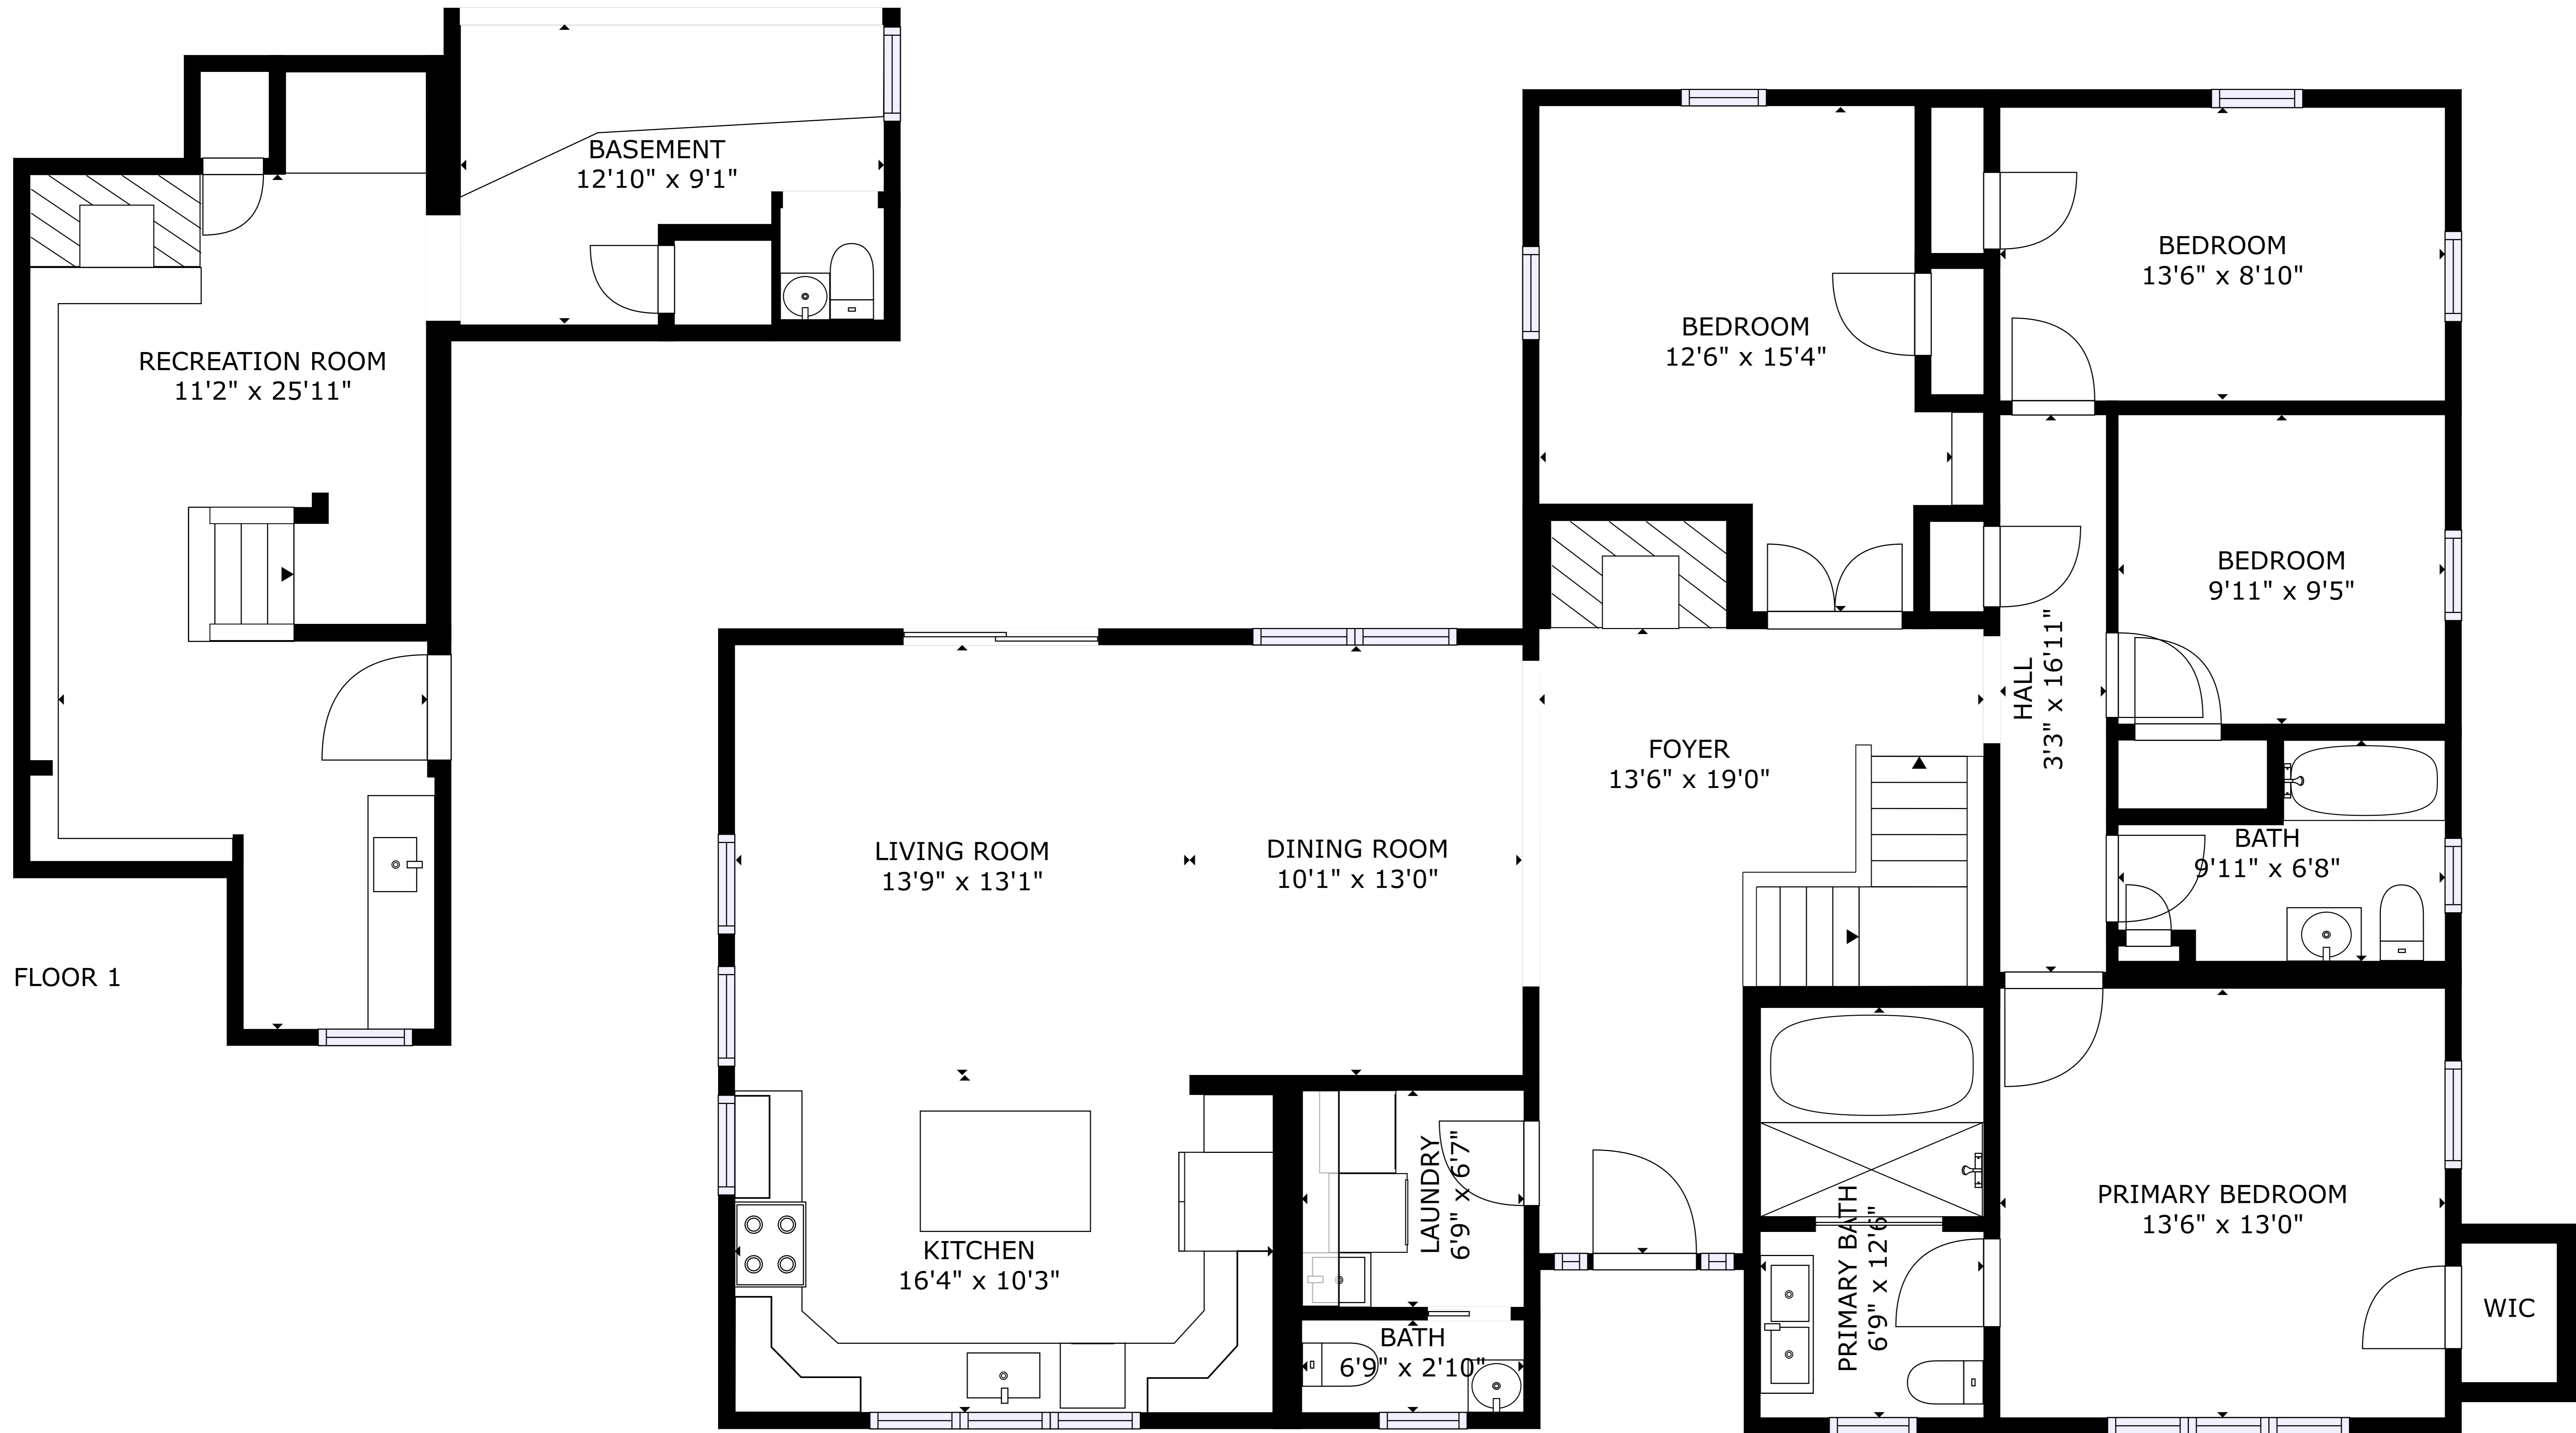 BASEMENT
12'10" x 9'1"
RECREATION ROOM
11'2" x 25'11"
FLOOR 1
BEDROOM
13'6" x 8'10"
BEDROOM
12'6" x 15'4"
BEDROOM
9'11" x 9'5"
HALL
3'3" x 16'11"
FOYER
13'6" x 19'0"
LIVING ROOM
13'9" x 13'1"
DINING ROOM
10'1" x 13'0"
BATH
9'11" x 6'8"
KITCHEN
16'4" x 10'3"
LAUNDRY
6'9" x 6'7"
BATH
6'9" x 2'10"
PRIMARY BATH
6'9" x 12'6"
PRIMARY BEDROOM
13'6" x 13'0"
WIC